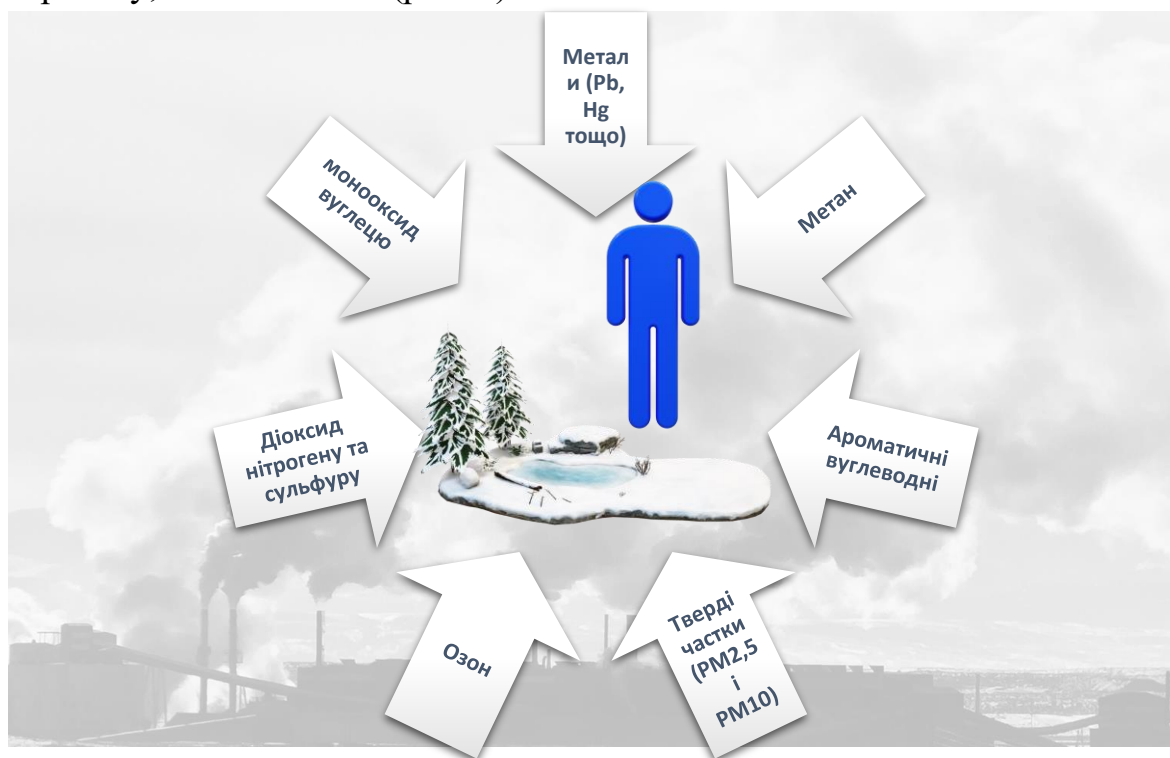 Метал
и (Pb,
Hg
тощо)
Метан
Ароматичні
вуглеводні
Тверді
частки
(PM2,5
і
PM10)
Озон
Діоксид
нітрогену та
сульфуру
монооксид
вуглецю